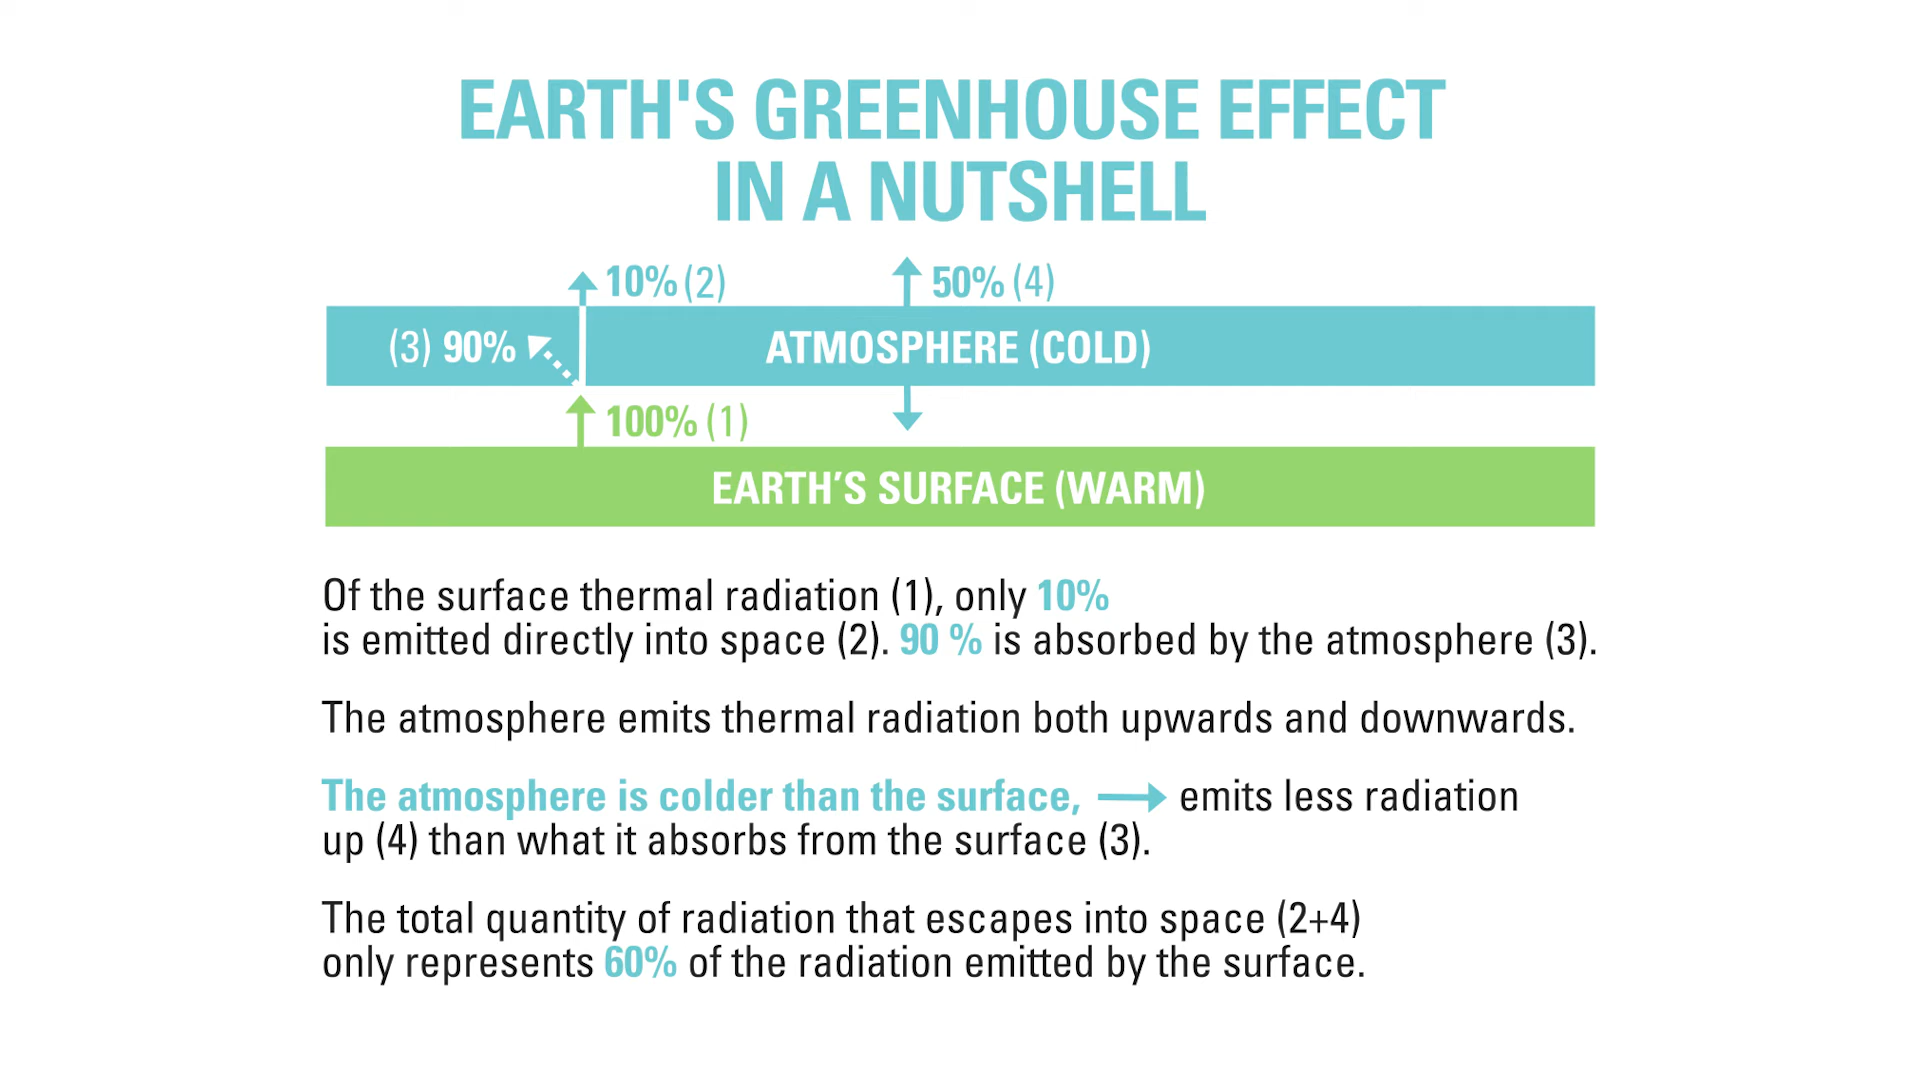 EARTH'S GREENHOUSE EFFECT
IN A NUTSHELL
10% (2)
50% (4)
(3) 90%
ATMOSPHERE (COLD)
100% (1)
EARTH’S SURFACE (WARM)
Of the surface thermal radiation (1), only 10%
is emitted directly into space (2). 90 % is absorbed by the atmosphere (3).
The atmosphere emits thermal radiation both upwards and downwards.
The atmosphere is colder than the surface, → emits less radiation
up (4) than what it absorbs from the surface (3).
The total quantity of radiation that escapes into space (2+4)
only represents 60% of the radiation emitted by the surface.